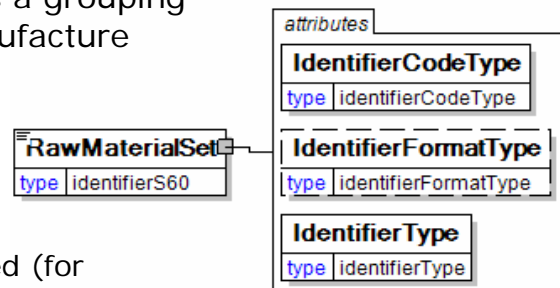 s a grouping
ufacture
attributes
IdentifierCodeType
type identifierCodeType
RawMaterialSet
type identifierS60
IdentifierFormatType
type identifierFormatType
IdentifierType
type identifierType
ed (for